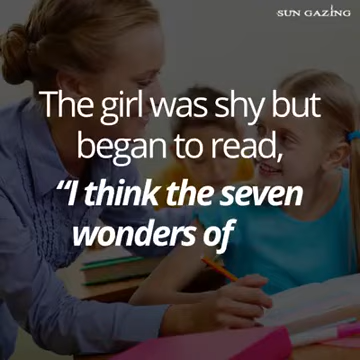 SUN GAZING
The girl was shy but
began to read,
“I think the seven
wonders of